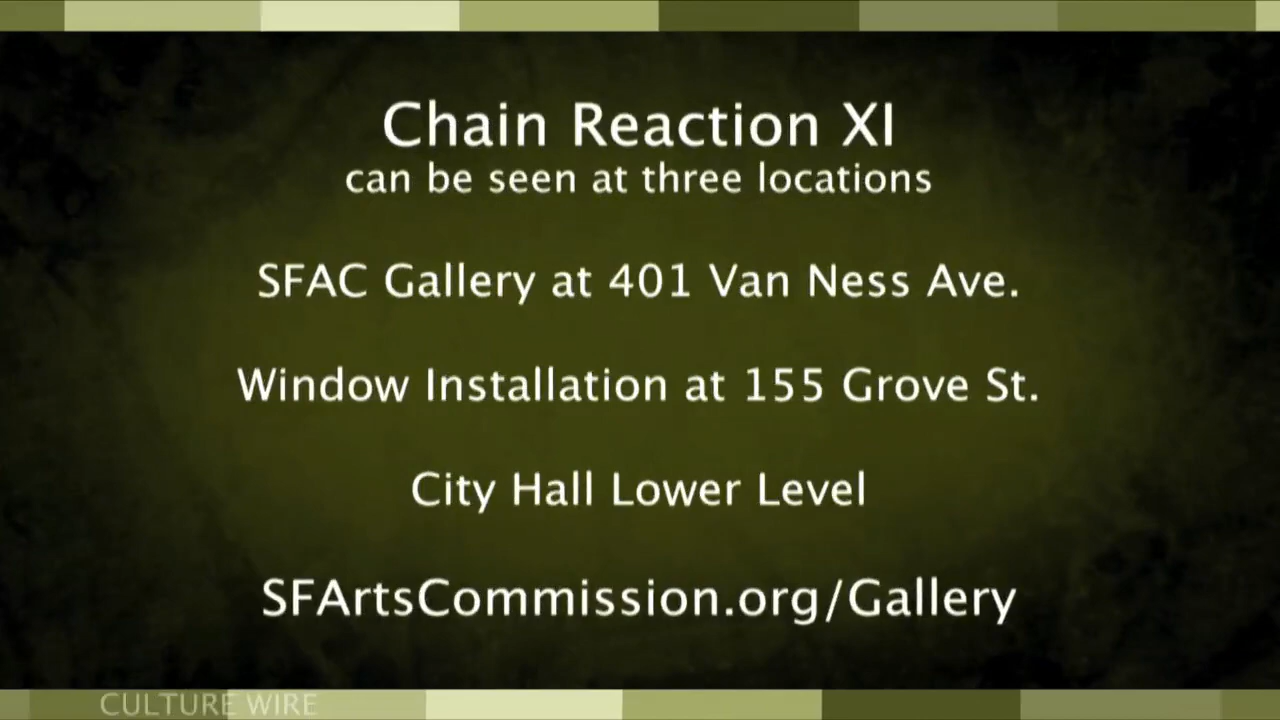 Chain Reaction XI
can be seen at three locations
SFAC Gallery at 401 Van Ness Ave.
Window Installation at 155 Grove St.
City Hall Lower Level
SFArtsCommission.org/Gallery
CULTURE WIRE